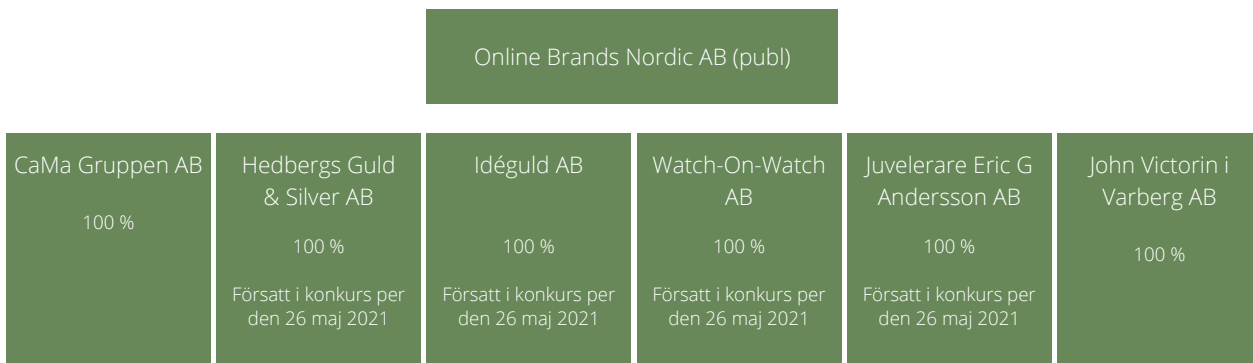 Online Brands Nordic AB (publ)
CaMa Gruppen AB
100 %
Hedbergs Guld
& Silver AB
100 %
Försatt i konkurs per
den 26 maj 2021
Idéguld AB
100 %
Försatt i konkurs per
den 26 maj 2021
Watch-On-Watch
AB
100 %
Försatt i konkurs per
den 26 maj 2021
Juvelerare Eric G
Andersson AB
100 %
Försatt i konkurs per
den 26 maj 2021
John Victorin i
Varberg AB
100 %